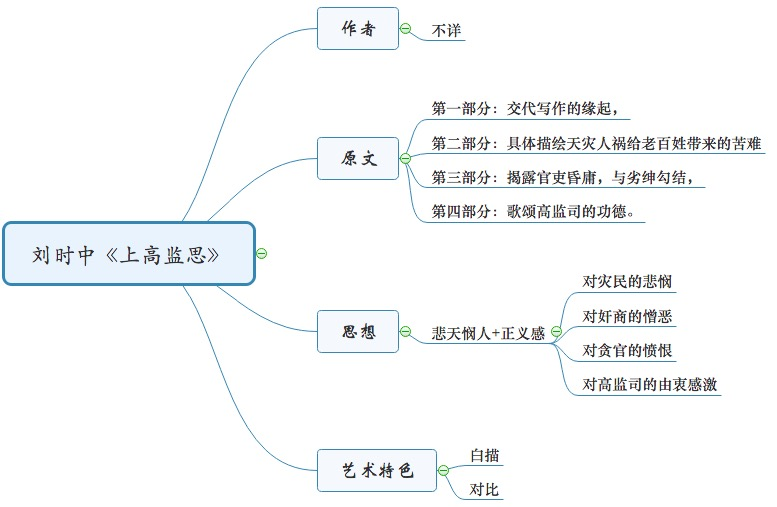 刘时中《上高监思》
作者
不详
原文
第一部分：交代写作的缘起，
第二部分：具体描绘天灾人祸给老百姓带来的苦难
第三部分：揭露官吏昏庸，与劣绅勾结，
第四部分：歌颂高监司的功德。
思想
悲天悯人+正义感
对灾民的悲悯
对奸商的憎恶
对贪官的愤恨
对高监司的由衷感激
艺术特色
白描
对比